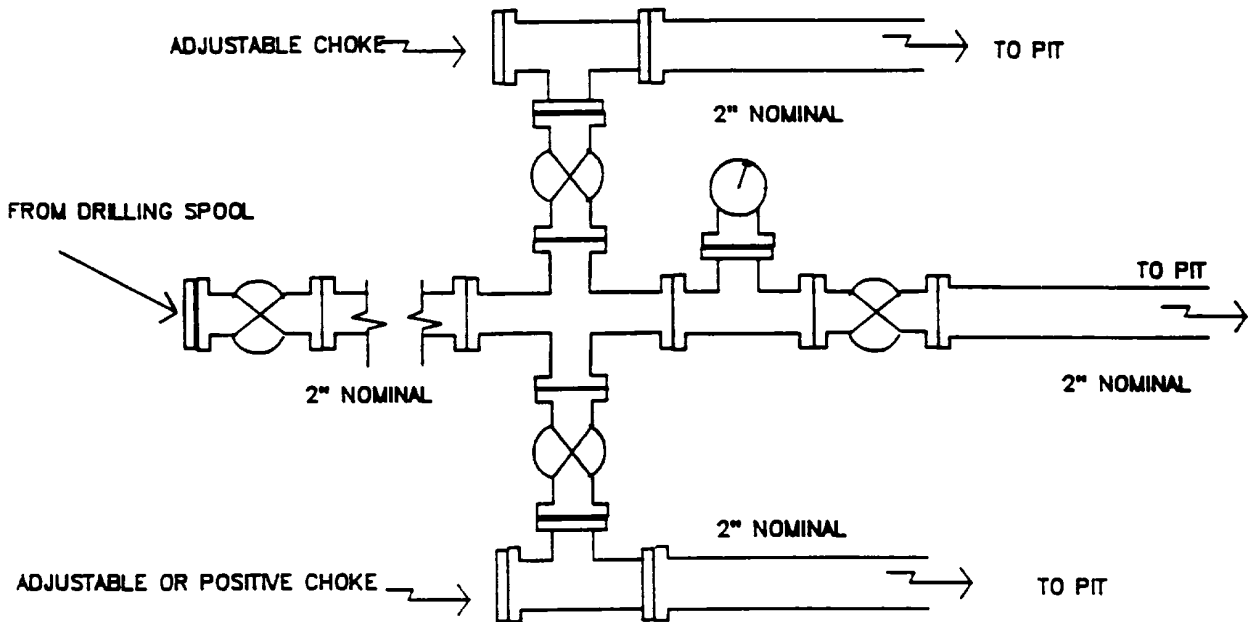 ADJUSTABLE CHOKE
TO PIT
2" NOMINAL
FROM DRILLING SPOOL
TO PIT
2" NOMINAL
2" NOMINAL
2" NOMINAL
ADJUSTABLE OR POSITIVE CHOKE
TO PIT